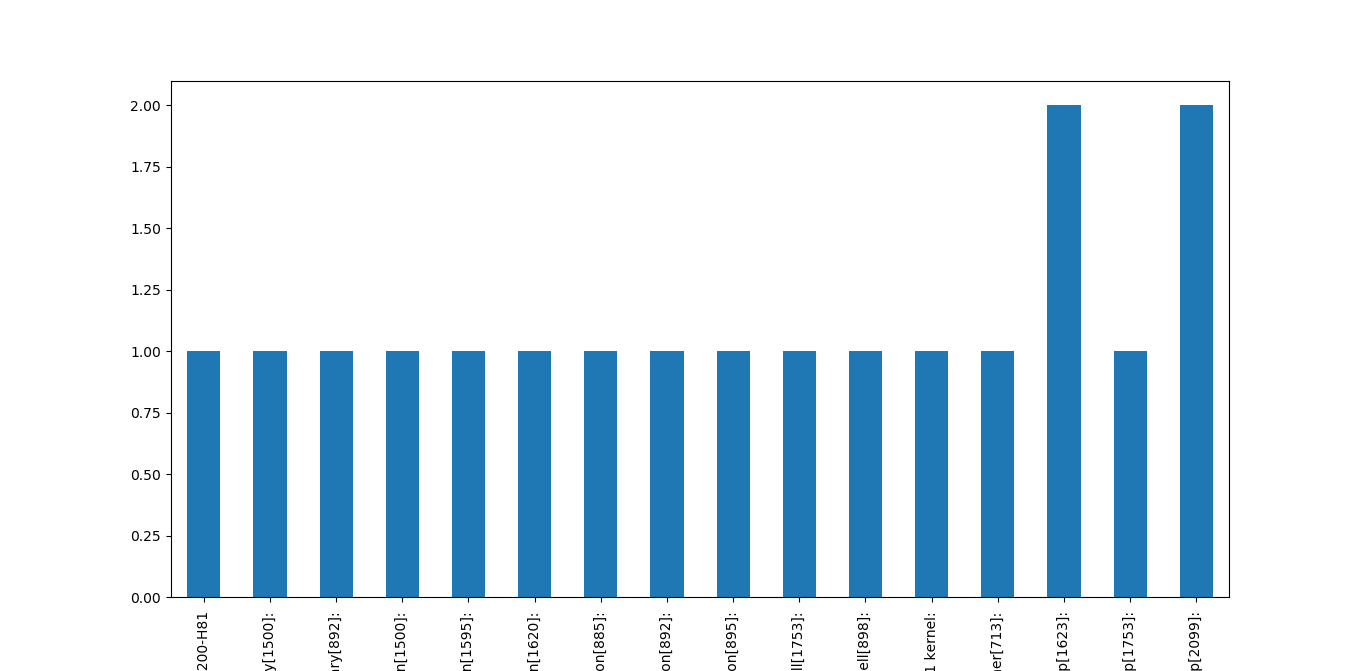 2.00
1.75
1.50
1.25
1.00
0.75
0.50
0.25
0.00
200-H81
y[1500]:
ary[892]:
n[1500]:
n[1595]:
n[1620]:
on[885]:
on[892]:
on[895]:
ll[1753]:
ell[898]:
1 kernel:
er[713]:
p[1623]:
p[1753]:
p[2099]: